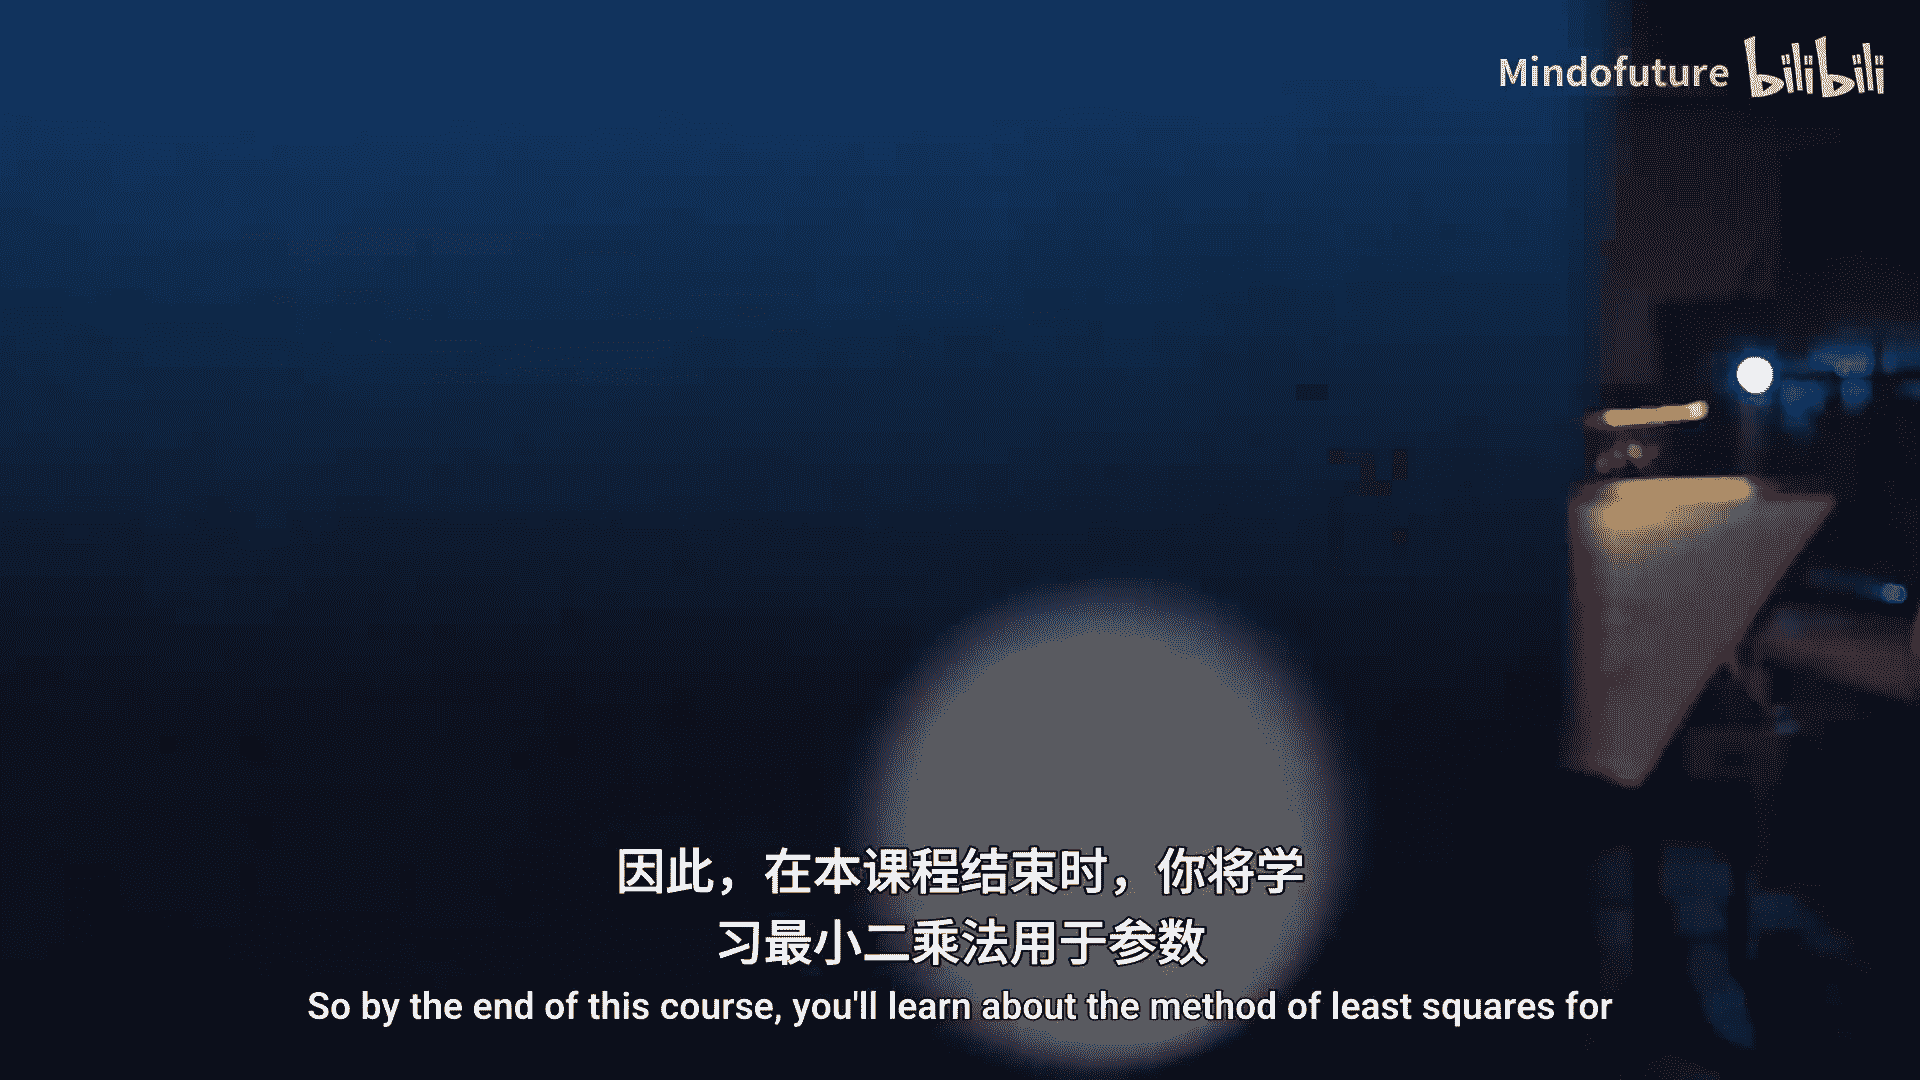 Mindofuture bilibili
因此，在本课程结束时，你将学
习最小二乘法用于参数
So by the end of this course, you'll learn about the method of least squares for